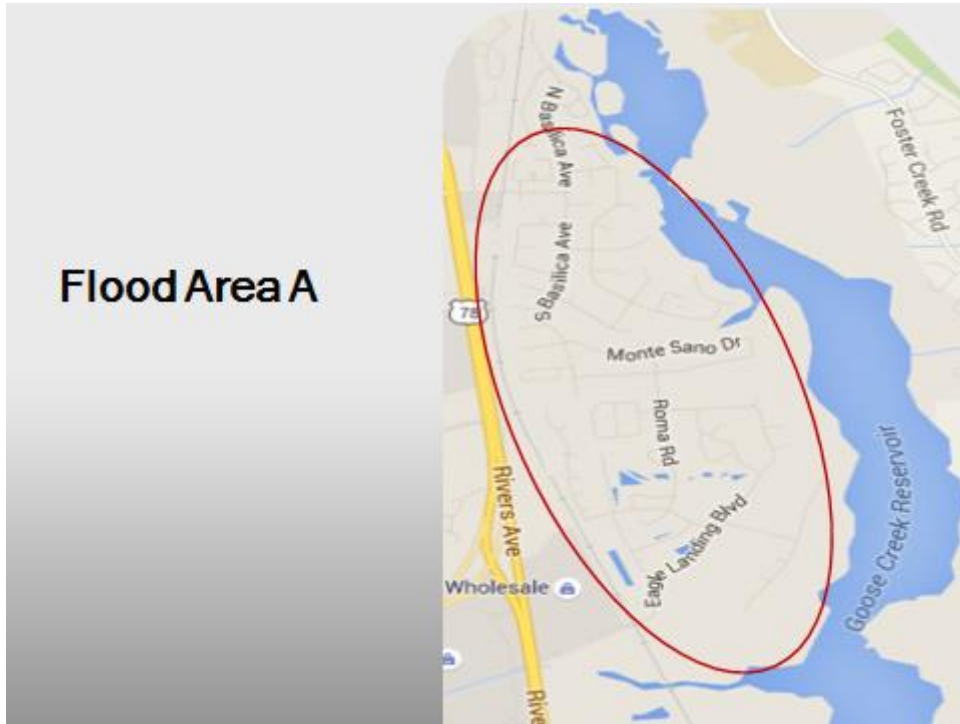 Flood Area A
N Basilica Ave
Foster Creek Rd
S Basilica Ave
78
Monte Sano Dr
Roma Rd
Rivers Ave
Goose Creek Reservoir
Eagle Landing Blvd
Wholesale